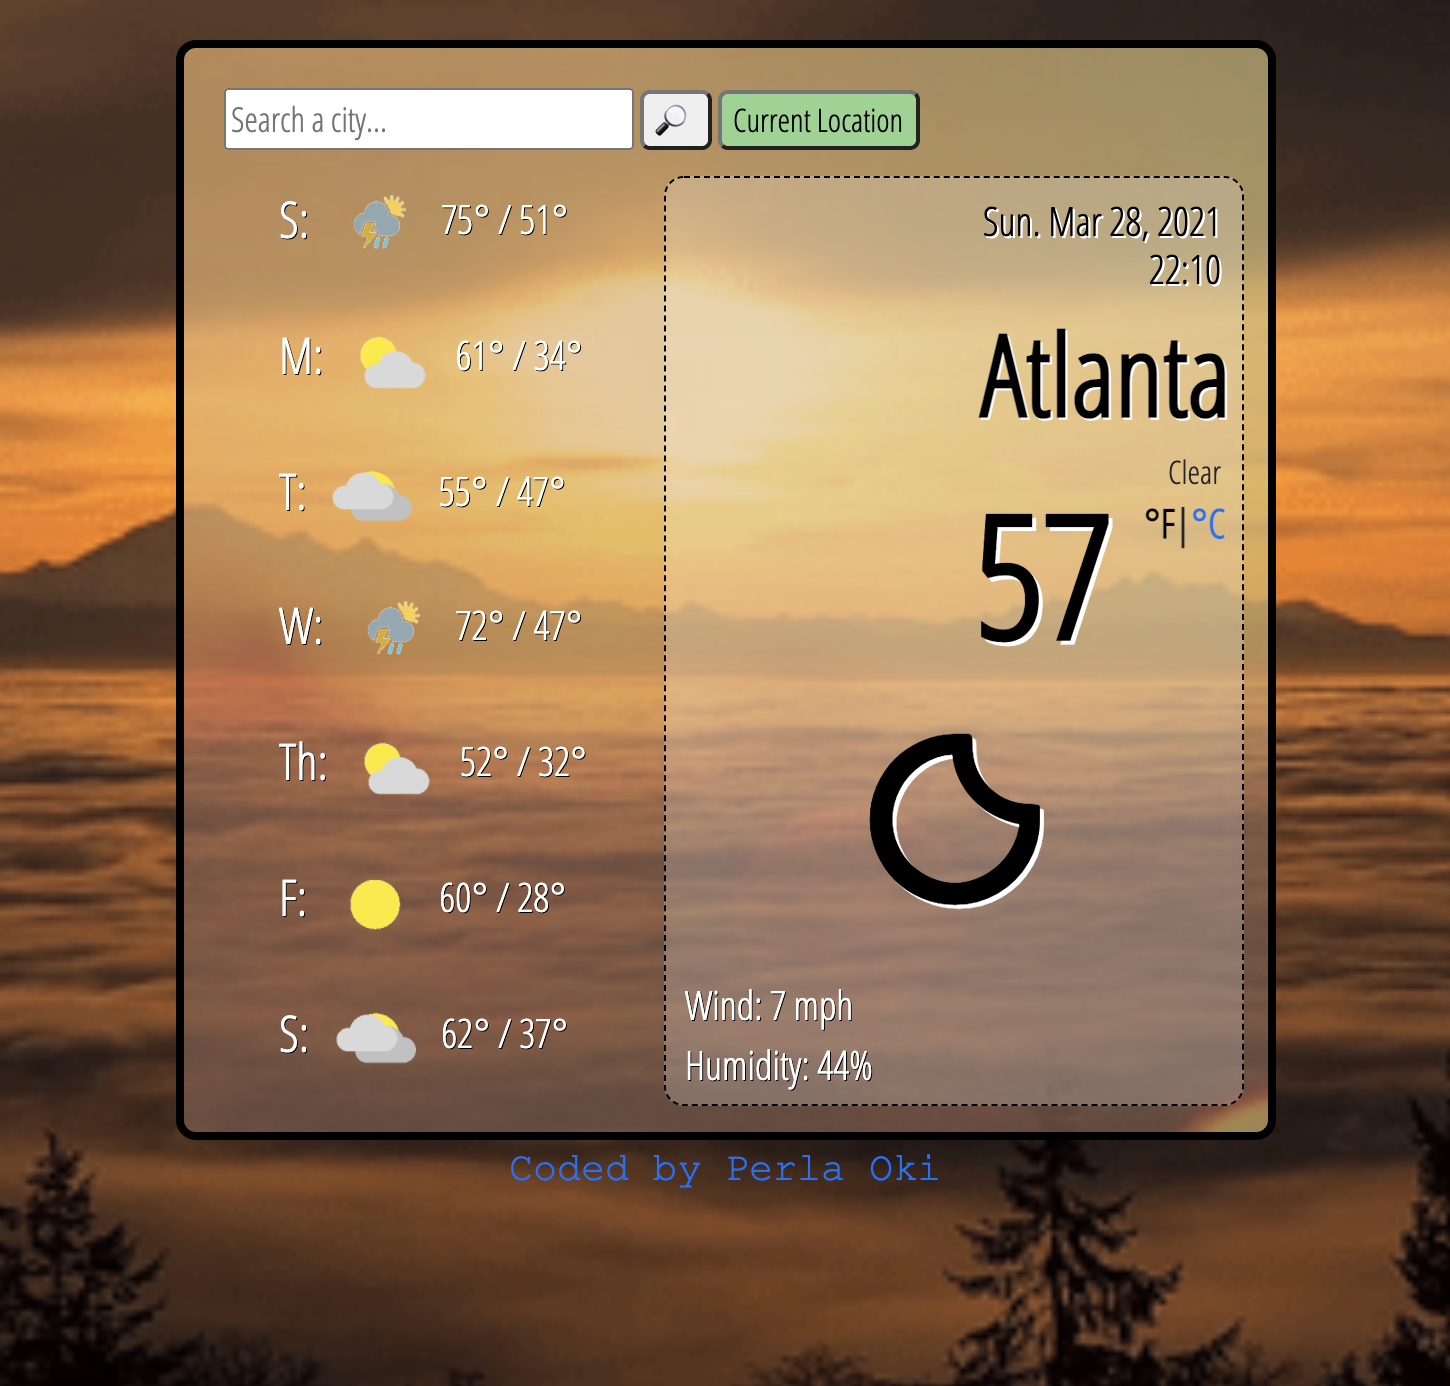 Search a city...
Current Location
S: 75° / 51°
M: 61° / 34°
T: 55° / 47°
W: 72° / 47°
Th: 52° / 32°
F: 60° / 28°
S: 62° / 37°
Sun. Mar 28, 2021
22:10
Atlanta
Clear
57 °F|°C
Wind: 7 mph
Humidity: 44%
Coded by Perla Oki